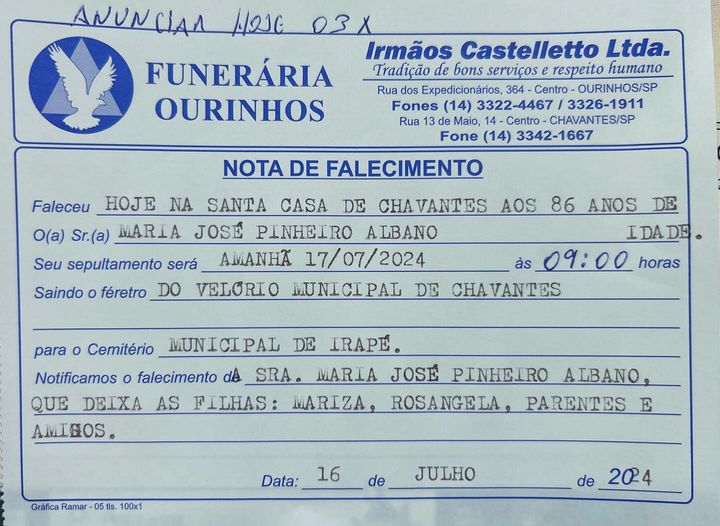 ANUNCIAR HOJE 03 X
FUNERÁRIA
OURINHOS
Irmãos Castelletto Ltda.
Tradição de bons serviços e respeito humano
Rua dos Expedicionários, 364 - Centro - OURINHOS/SP
Fones (14) 3322-4467 / 3326-1911
Rua 13 de Maio, 14 - Centro - CHAVANTES/SP
Fone (14) 3342-1667
NOTA DE FALECIMENTO
Faleceu HOJE NA SANTA CASA DE CHAVANTES AOS 86 ANOS DE
O(a) Sr.(a) MARIA JOSÉ PINHEIRO ALBANO IDADE.
Seu sepultamento será AMANHÃ 17/07/2024 às 09:00 horas
Saindo o féretro DO VELÓRIO MUNICIPAL DE CHAVANTES
para o Cemitério MUNICIPAL DE IRAPÉ.
Notificamos o falecimento dA SRA. MARIA JOSÉ PINHEIRO ALBANO,
QUE DEIXA AS FILHAS: MARIZA, ROSANGELA, PARENTES E
AMIGOS.
Data: 16 de JULHO de 2024
Gráfica Ramar - 05 tls. 100x1